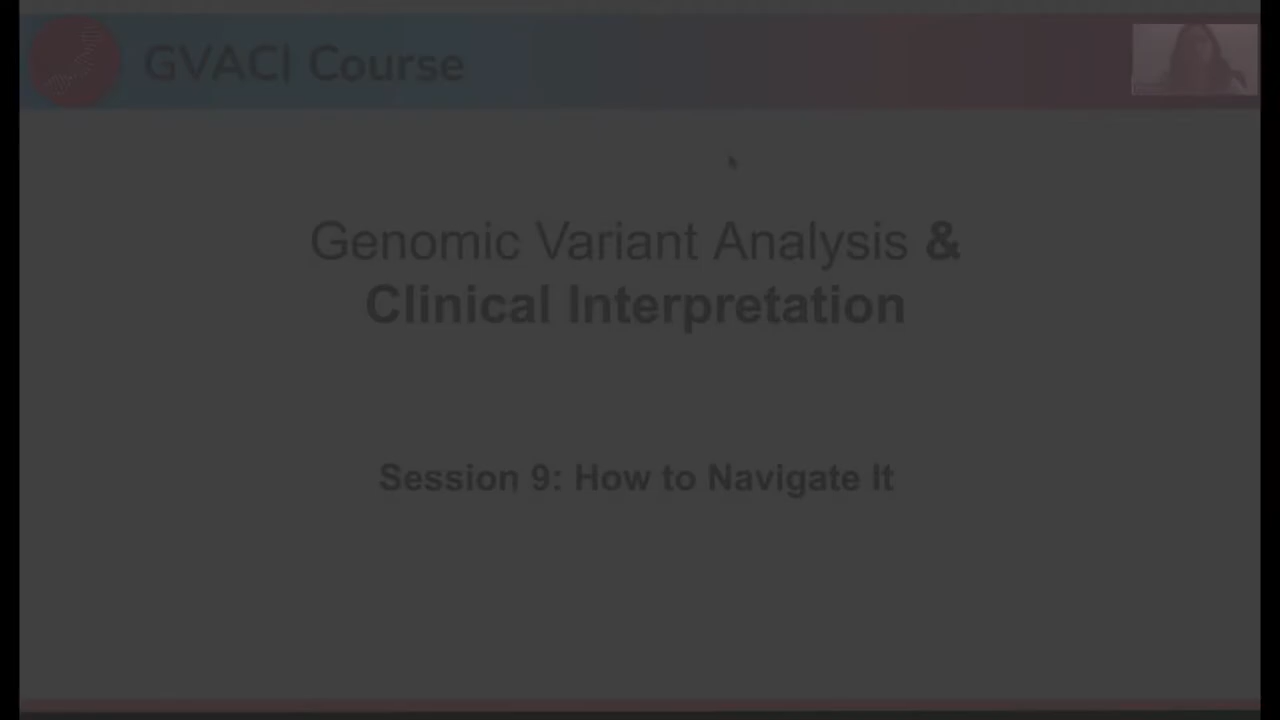 GVACI Course
Genomic Variant Analysis &
Clinical Interpretation
Session 9: How to Navigate It